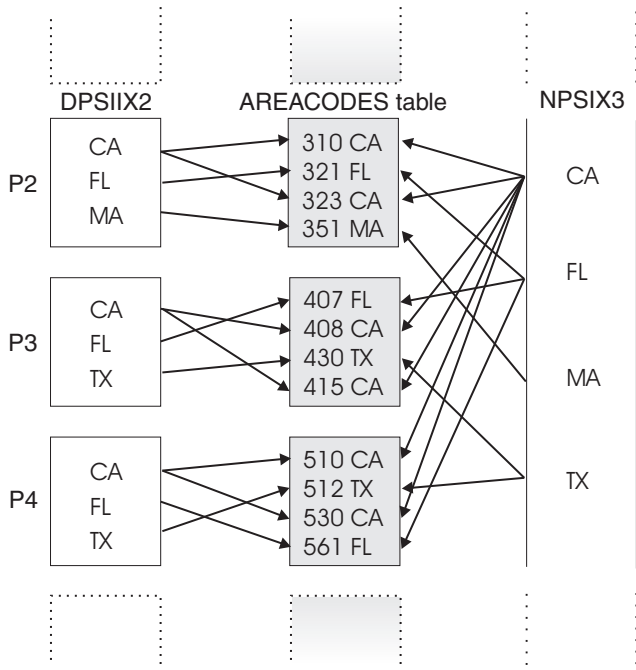 DPSIIX2 AREACODES table NPSIX3
P2
CA
FL
MA
310 CA
321 FL
323 CA
351 MA
P3
CA
FL
TX
407 FL
408 CA
430 TX
415 CA
P4
CA
FL
TX
510 CA
512 TX
530 CA
561 FL
CA
FL
MA
TX